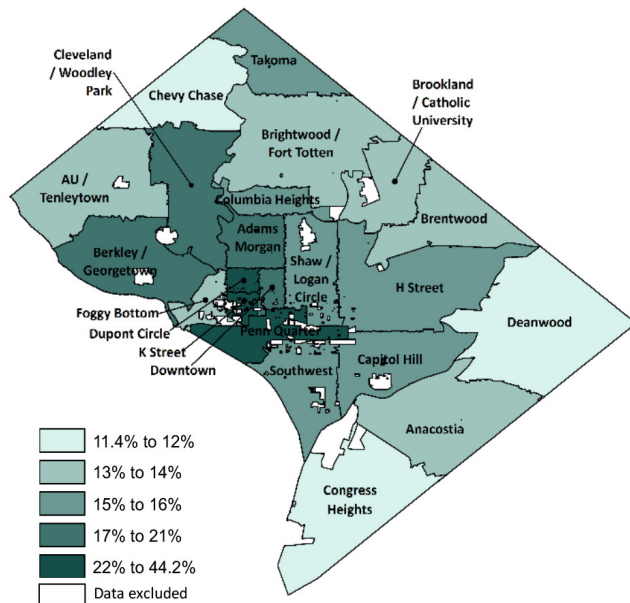 Takoma
Cleveland
/ Woodley
Park
Chevy Chase
Brookland
/ Catholic
University
Brightwood /
Fort Totten
AU /
Tenleytown
Columbia Heights
Brentwood
Adams
Morgan
Berkley /
Georgetown
Shaw /
Logan
Circle
H Street
Foggy Bottom
Dupont Circle
K Street
Downtown
Penn Quarter
Deanwood
Capitol Hill
Southwest
Anacostia
Congress
Heights
11.4% to 12%
13% to 14%
15% to 16%
17% to 21%
22% to 44.2%
Data excluded